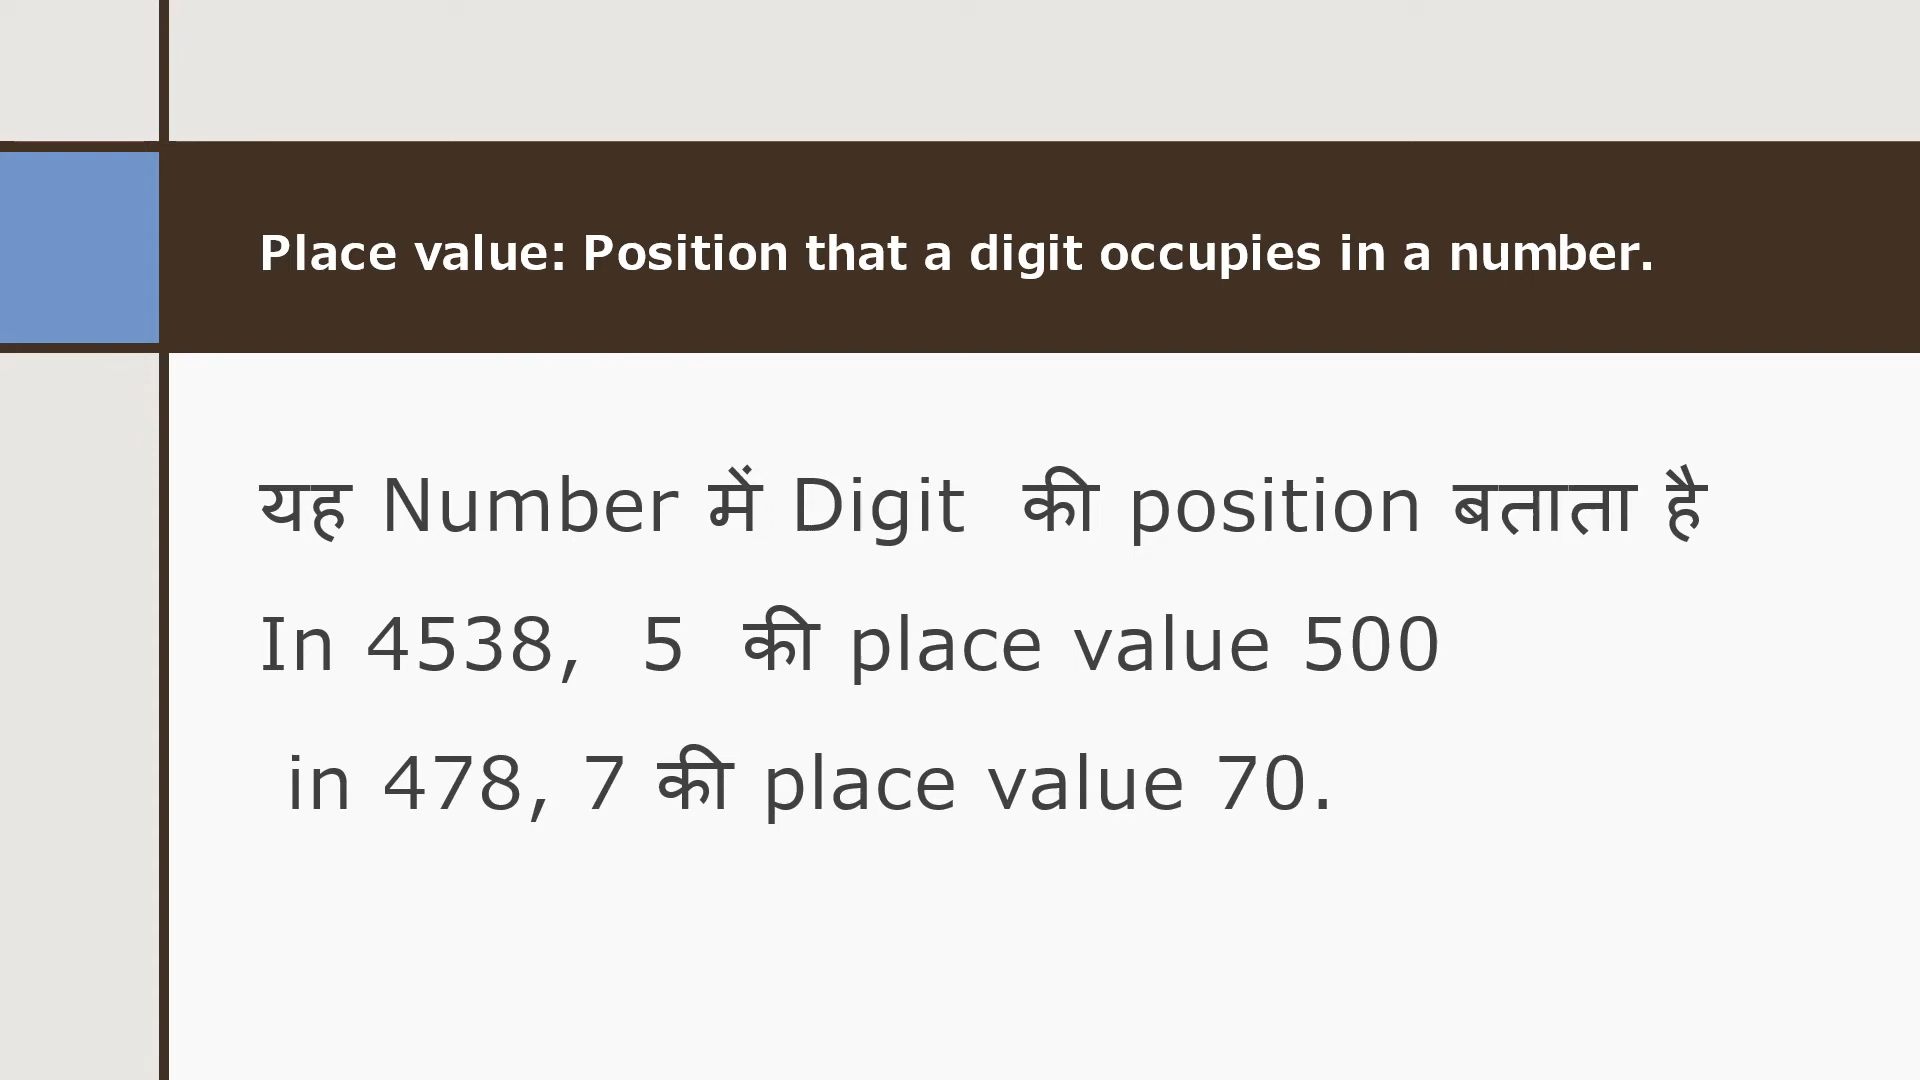 Place value: Position that a digit occupies in a number.
यह Number में Digit की position बताता है
In 4538, 5 की place value 500
in 478, 7 की place value 70.